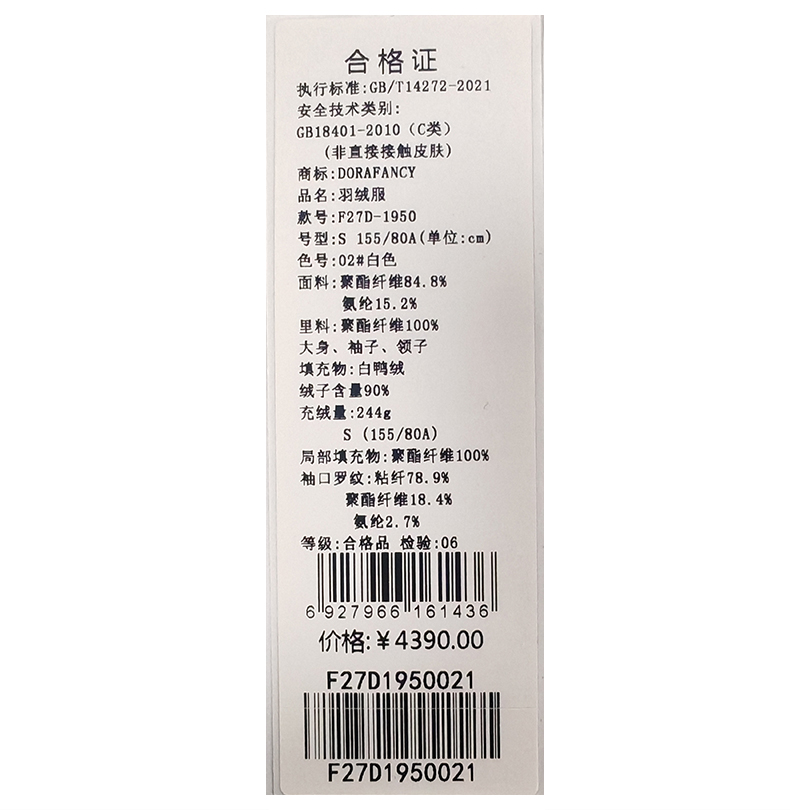 合格证
执行标准:GB/T14272-2021
安全技术类别:
GB18401-2010（C类）
(非直接接触皮肤)
商标:DORAFANCY
品名:羽绒服
款号:F27D-1950
号型:S 155/80A(单位:cm)
色号:02#白色
面料:聚酯纤维84.8%
氨纶15.2%
里料:聚酯纤维100%
大身、袖子、领子
填充物:白鸭绒
绒子含量90%
充绒量:244g
S (155/80A)
局部填充物:聚酯纤维100%
袖口罗纹:粘纤78.9%
聚酯纤维18.4%
氨纶2.7%
等级:合格品 检验:06
6 927966 161436
价格:¥4390.00
F27D1950021
F27D1950021